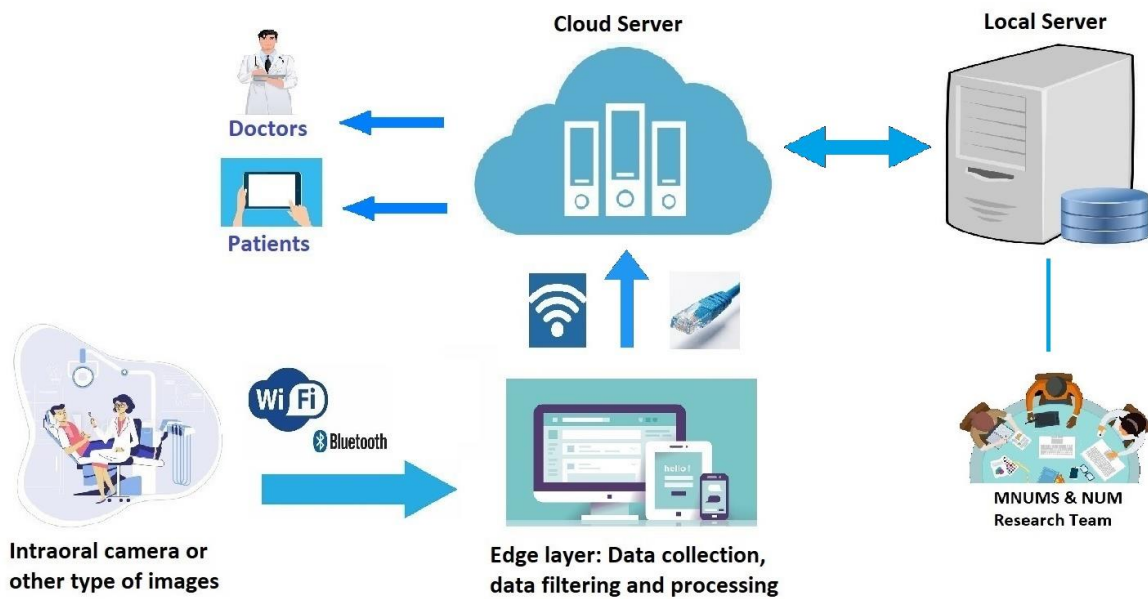 Cloud Server
Local Server
Doctors
Patients
Wi Fi
Bluetooth
hello!
Intraoral camera or
other type of images
Edge layer: Data collection,
data filtering and processing
MNUMS & NUM
Research Team